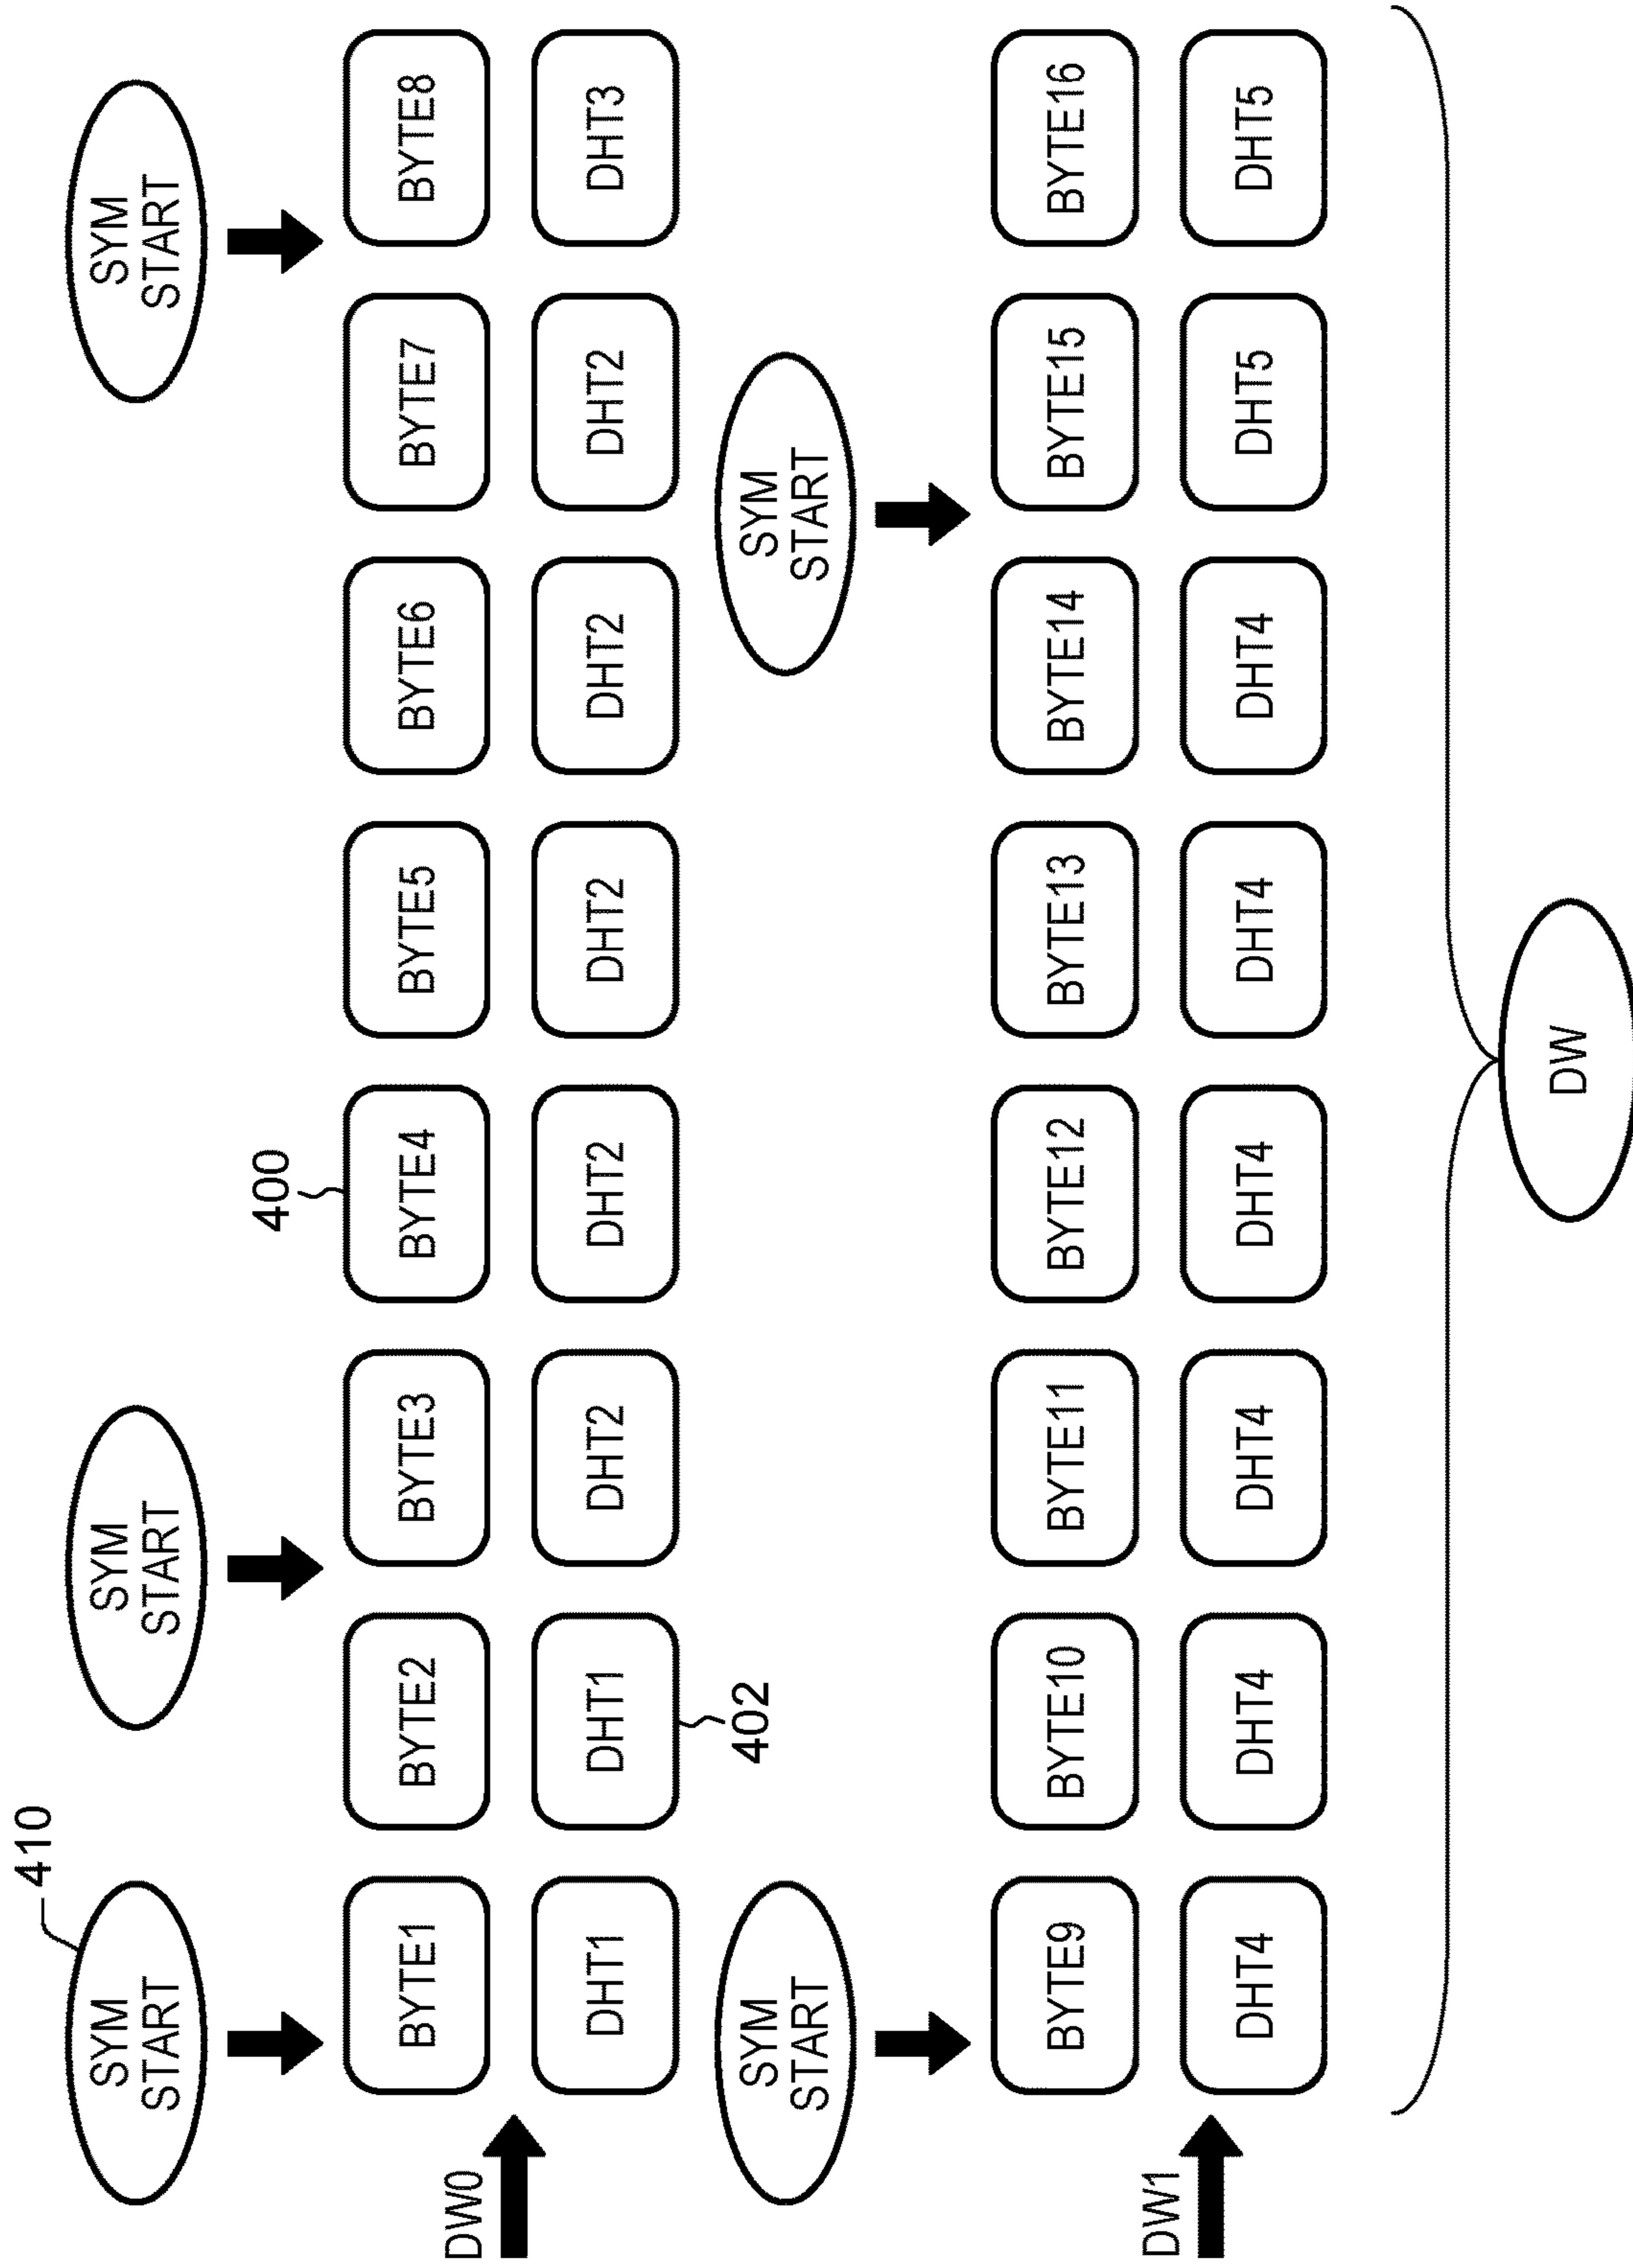 410
SYM
START
SYM
START
SYM
START
400
DW0
BYTE1
BYTE2
BYTE3
BYTE4
BYTE5
BYTE6
BYTE7
BYTE8
DHT1
DHT1
DHT2
DHT2
DHT2
DHT2
DHT2
DHT3
402
SYM
START
SYM
START
DW1
BYTE9
BYTE10
BYTE11
BYTE12
BYTE13
BYTE14
BYTE15
BYTE16
DHT4
DHT4
DHT4
DHT4
DHT4
DHT4
DHT5
DHT5
DW